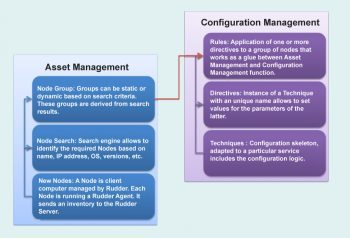 Asset Management
Node Group: Groups can be static or
dynamic based on search criteria.
These groups are derived from search
results.
Node Search: Search engine allows to
identify the required Nodes based on
name, IP address, OS, versions, etc.
New Nodes: A Node is client
computer managed by Rudder. Each
Node is running a Rudder Agent. It
sends an inventory to the Rudder
Server.
Configuration Management
Rules: Application of one or more
directives to a group of nodes that
works as a glue between Asset
Management and Configuration
Management function.
Directives: Instance of a Technique
with an unique name allows to set
values for the parameters of the
latter.
Techniques : Configuration skeleton,
adapted to a particular service
includes the configuration logic.